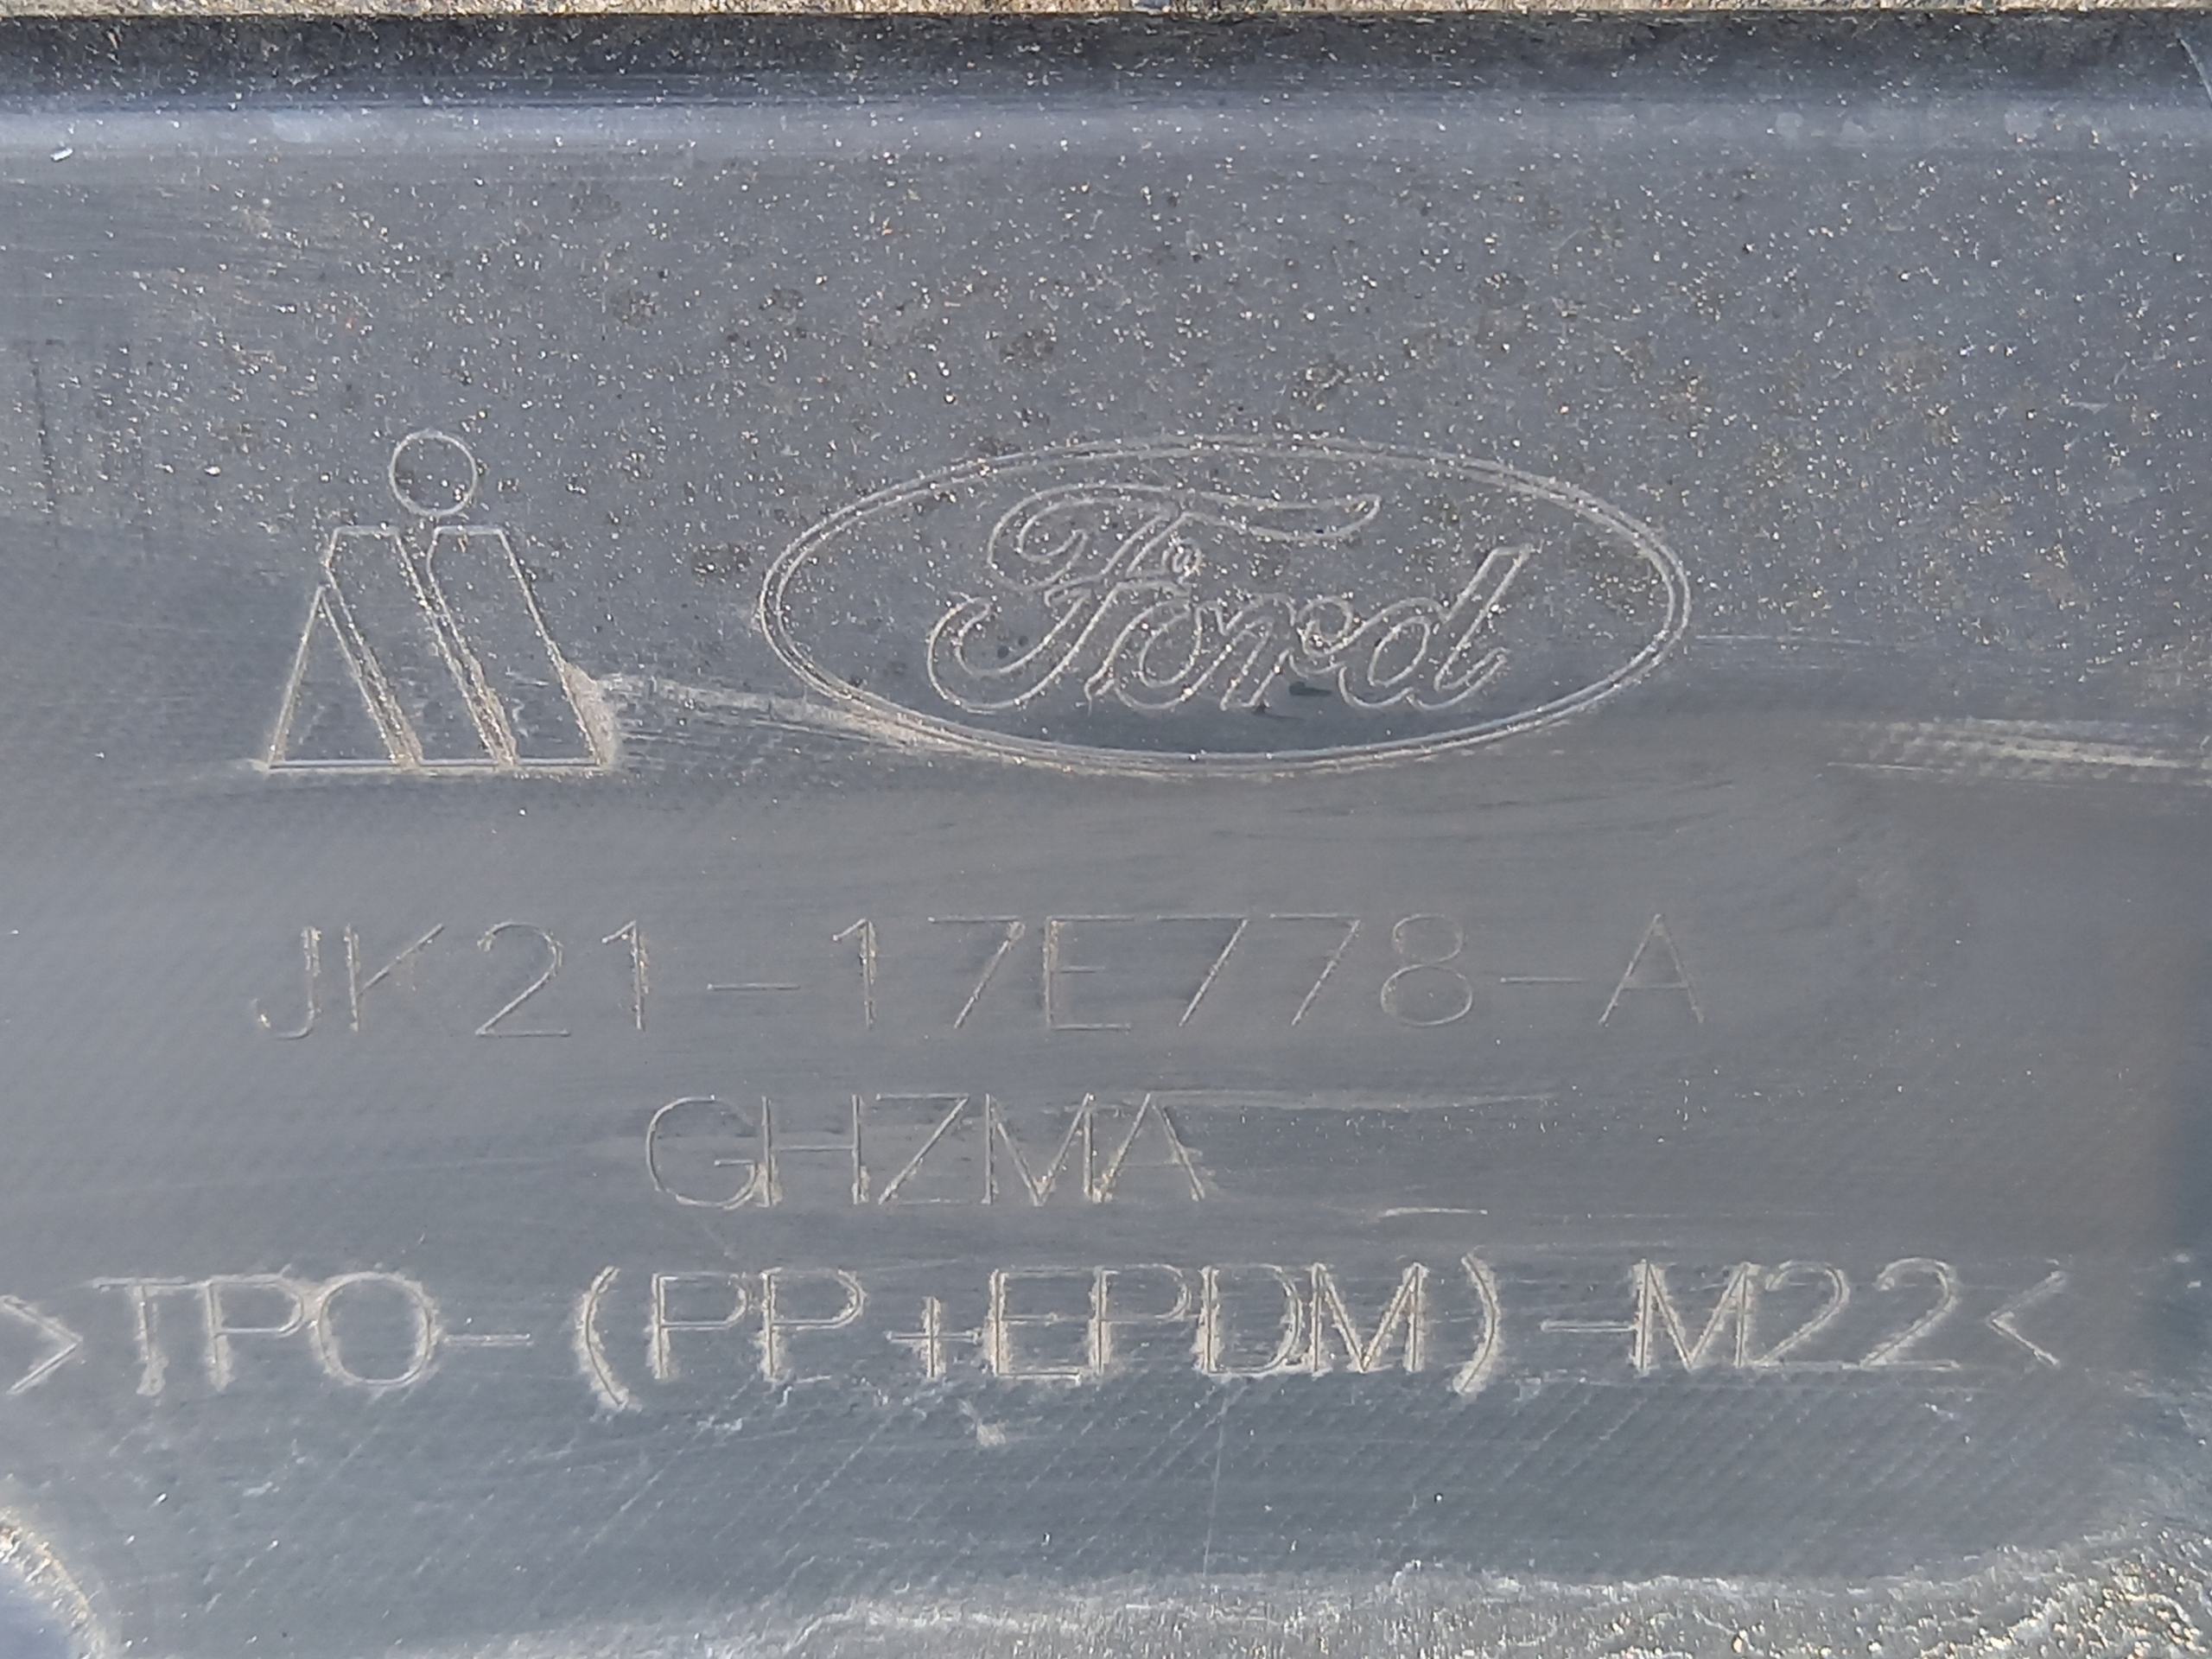 Ford
JK21-17E778-A
GHZMA
>TPO-(PP+EPDM)-M22<